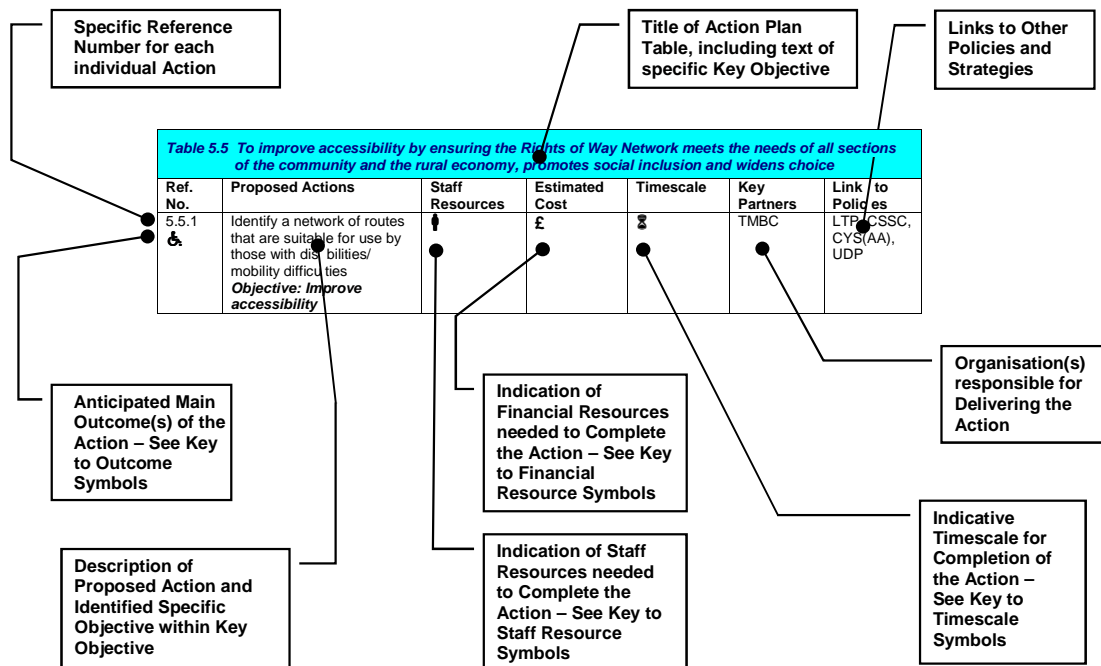 Specific Reference
Number for each
individual Action
Title of Action Plan
Table, including text of
specific Key Objective
Links to Other
Policies and
Strategies
Table 5.5 To improve accessibility by ensuring the Rights of Way Network meets the needs of all sections
of the community and the rural economy, promotes social inclusion and widens choice
Ref. No.
Proposed Actions
Staff Resources
Estimated Cost
Timescale
Key Partners
Links to Policies
5.5.1
Identify a network of routes
that are suitable for use by
those with disabilities/
mobility difficulties
Objective: Improve
accessibility
£
TMBC
LTP, CSSC,
CYS(AA),
UDP
Anticipated Main
Outcome(s) of the
Action – See Key
to Outcome
Symbols
Indication of
Financial Resources
needed to Complete
the Action – See Key
to Financial
Resource Symbols
Organisation(s)
responsible for
Delivering the
Action
Description of
Proposed Action and
Identified Specific
Objective within Key
Objective
Indication of Staff
Resources needed
to Complete the
Action – See Key to
Staff Resource
Symbols
Indicative
Timescale for
Completion of
the Action –
See Key to
Timescale
Symbols